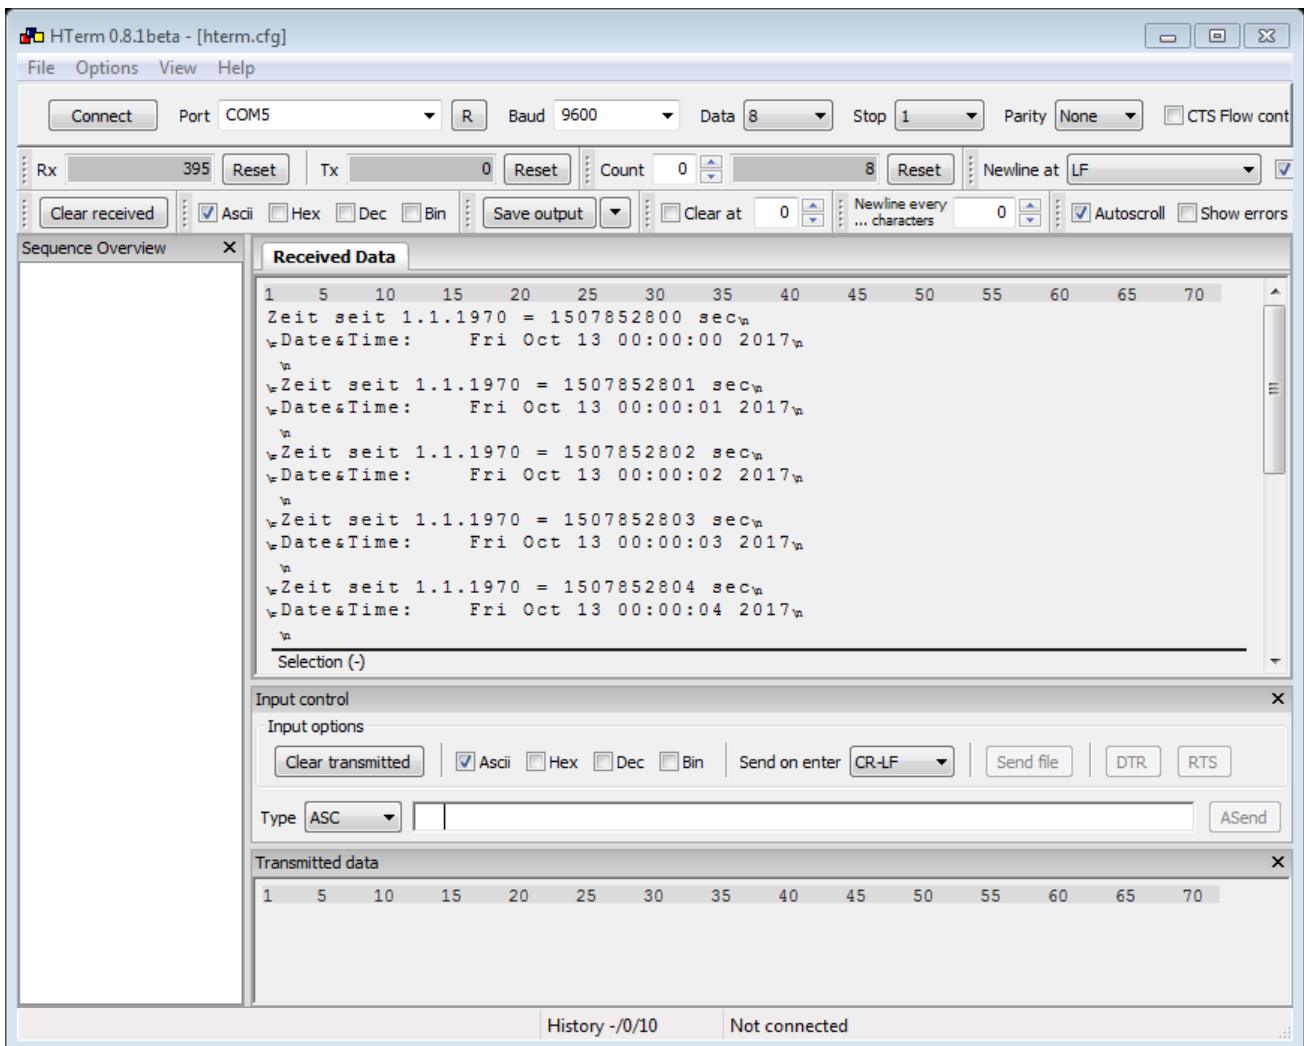 HTerm 0.8.1beta - [hterm.cfg]
File Options View Help
Connect Port COM5 R Baud 9600 Data 8 Stop 1 Parity None CTS Flow cont
Rx 395 Reset Tx 0 Reset Count 0 8 Reset Newline at LF
Clear received Ascii Hex Dec Bin Save output Clear at 0 Newline every ... characters 0 Autoscroll Show errors
Sequence Overview
Received Data
1 5 10 15 20 25 30 35 40 45 50 55 60 65 70
Zeit seit 1.1.1970 = 1507852800 sec\n
\rDate&Time: Fri Oct 13 00:00:00 2017\n
\n
\rZeit seit 1.1.1970 = 1507852801 sec\n
\rDate&Time: Fri Oct 13 00:00:01 2017\n
\n
\rZeit seit 1.1.1970 = 1507852802 sec\n
\rDate&Time: Fri Oct 13 00:00:02 2017\n
\n
\rZeit seit 1.1.1970 = 1507852803 sec\n
\rDate&Time: Fri Oct 13 00:00:03 2017\n
\n
\rZeit seit 1.1.1970 = 1507852804 sec\n
\rDate&Time: Fri Oct 13 00:00:04 2017\n
\n
Selection (-)
Input control
Input options
Clear transmitted Ascii Hex Dec Bin Send on enter CR-LF Send file DTR RTS
Type ASC ASend
Transmitted data
1 5 10 15 20 25 30 35 40 45 50 55 60 65 70
History -/0/10 Not connected